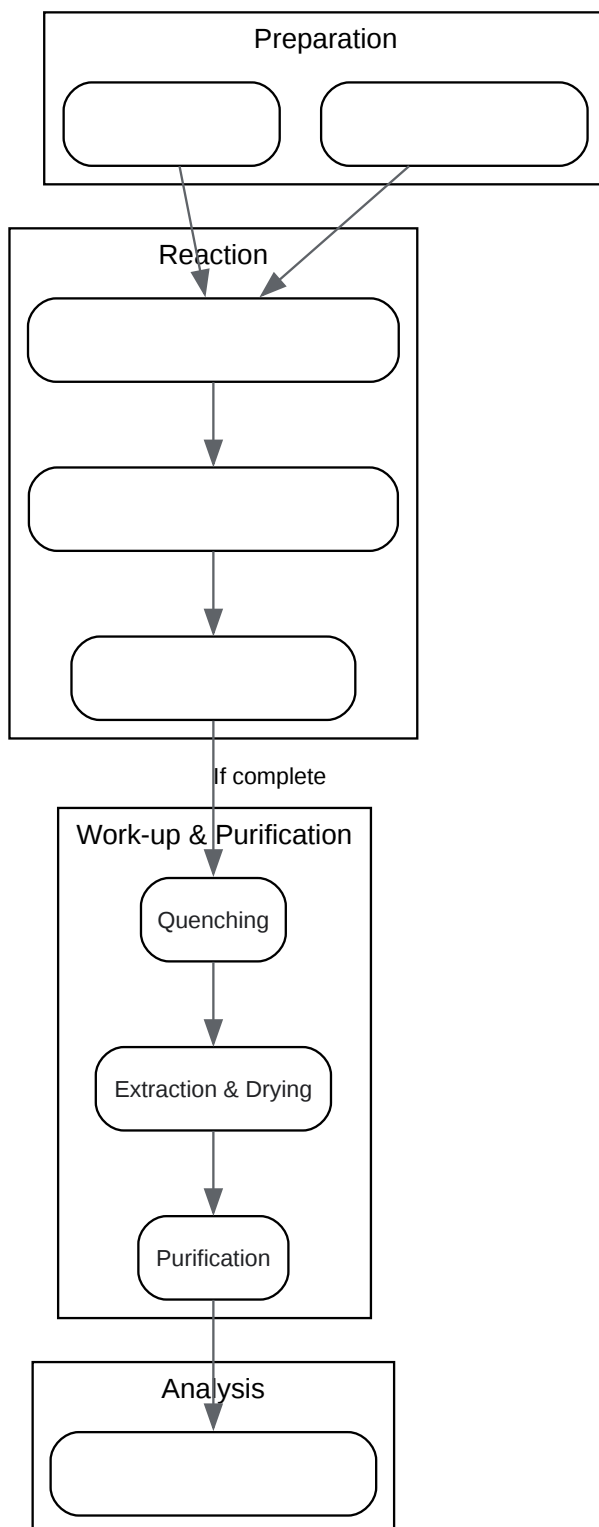 Preparation
Reaction
If complete
Work-up & Purification
Quenching
Extraction & Drying
Purification
Analysis